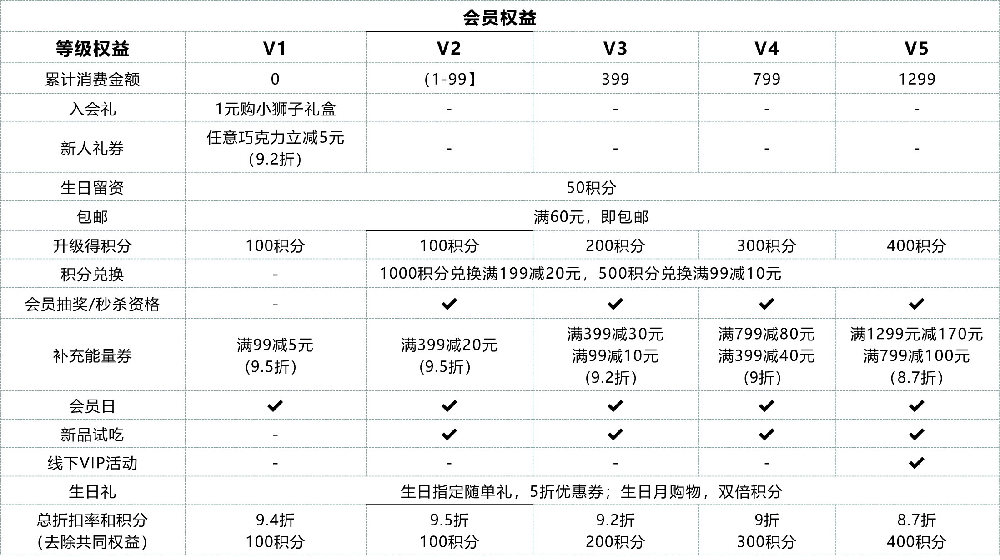 会员权益
等级权益 V1 V2 V3 V4 V5
累计消费金额 0 (1-99】 399 799 1299
入会礼 1元购小狮子礼盒 - - - -
新人礼券 任意巧克力立减5元 - - - -
(9.2折)
生日留资 50积分
包邮 满60元，即包邮
升级得积分 100积分 100积分 200积分 300积分 400积分
积分兑换 - 1000积分兑换满199减20元，500积分兑换满99减10元
会员抽奖/秒杀资格 - ✔ ✔ ✔ ✔
补充能量券 满99减5元 满399减20元 满399减30元 满799减80元 满1299元减170元
(9.5折) (9.5折) 满99减10元 满399减40元 满799减100元
(9.2折) (9折) (8.7折)
会员日 ✔ ✔ ✔ ✔ ✔
新品试吃 - ✔ ✔ ✔ ✔
线下VIP活动 - - - - ✔
生日礼 生日指定随单礼，5折优惠券；生日月购物，双倍积分
总折扣率和积分 9.4折 9.5折 9.2折 9折 8.7折
(去除共同权益) 100积分 100积分 200积分 300积分 400积分